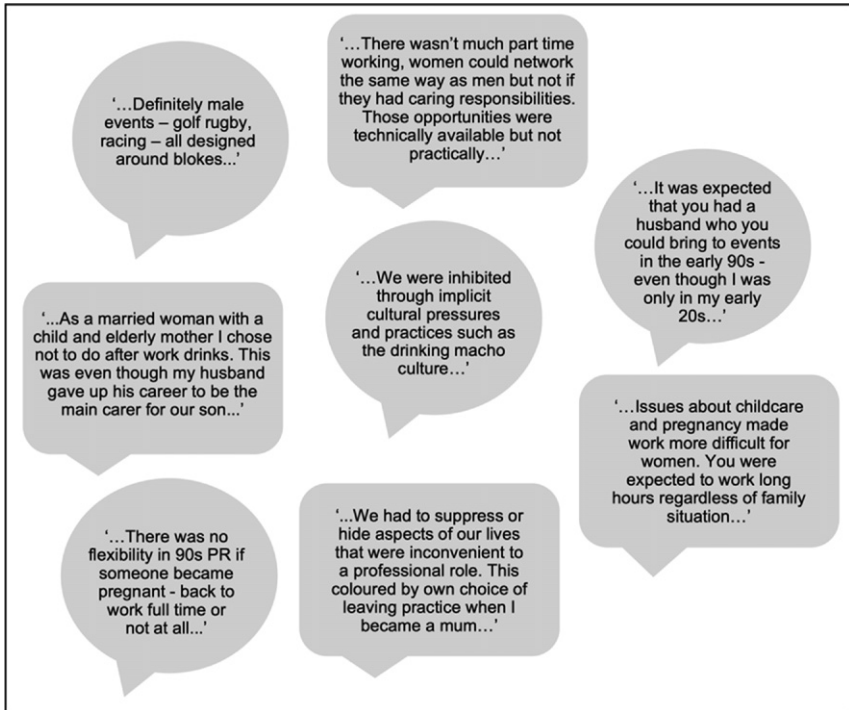 ‘…There wasn’t much part time
working, women could network
the same way as men but not if
they had caring responsibilities.
Those opportunities were
technically available but not
practically…’
‘…Definitely male
events – golf rugby,
racing – all designed
around blokes...’
‘…It was expected
that you had a
husband who you
could bring to events
in the early 90s -
even though I was
only in my early
20s…’
‘…We were inhibited
through implicit
cultural pressures
and practices such as
the drinking macho
culture…’
‘...As a married woman with a
child and elderly mother I chose
not to do after work drinks. This
was even though my husband
gave up his career to be the
main carer for our son...’
‘…Issues about childcare
and pregnancy made
work more difficult for
women. You were
expected to work long
hours regardless of family
situation…’
‘…There was no
flexibility in 90s PR if
someone became
pregnant - back to
work full time or
not at all...’
‘...We had to suppress or
hide aspects of our lives
that were inconvenient to
a professional role. This
coloured by own choice of
leaving practice when I
became a mum…’